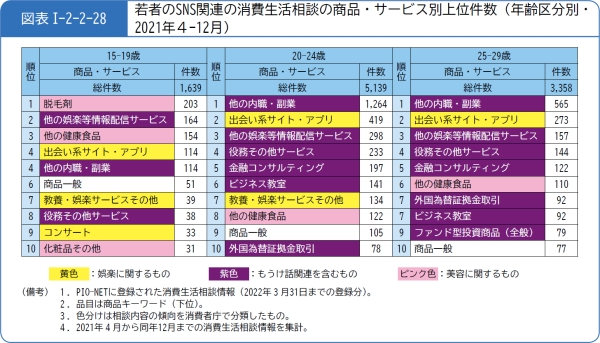 図表Ⅰ-2-2-28
若者のSNS関連の消費生活相談の商品・サービス別上位件数（年齢区分別・
2021年４-12月）
順位 15-19歳 順位 20-24歳 順位 25-29歳
商品・サービス 件数 商品・サービス 件数 商品・サービス 件数
総件数 1,639 総件数 5,139 総件数 3,358
1 脱毛剤 203 1 他の内職・副業 1,264 1 他の内職・副業 565
2 他の娯楽等情報配信サービス 164 2 出会い系サイト・アプリ 419 2 出会い系サイト・アプリ 273
3 他の健康食品 154 3 他の娯楽等情報配信サービス 298 3 他の娯楽等情報配信サービス 157
4 出会い系サイト・アプリ 114 4 役務その他サービス 233 4 役務その他サービス 144
4 他の内職・副業 114 5 金融コンサルティング 197 5 金融コンサルティング 122
6 商品一般 51 6 ビジネス教室 141 6 他の健康食品 110
7 教養・娯楽サービスその他 39 7 教養・娯楽サービスその他 134 7 外国為替証拠金取引 92
8 役務その他サービス 38 8 他の健康食品 122 7 ビジネス教室 92
9 コンサート 33 9 商品一般 105 9 ファンド型投資商品（全般） 79
10 化粧品その他 31 10 外国為替証拠金取引 78 10 商品一般 77
黄色：娯楽に関するもの 紫色：もうけ話関連を含むもの ピンク色：美容に関するもの
（備考） 1．PIO-NETに登録された消費生活相談情報（2022年３月31日までの登録分）。
2．品目は商品キーワード（下位）。
3．色分けは相談内容の傾向を消費者庁で分類したもの。
4．2021年４月から同年12月までの消費生活相談情報を集計。